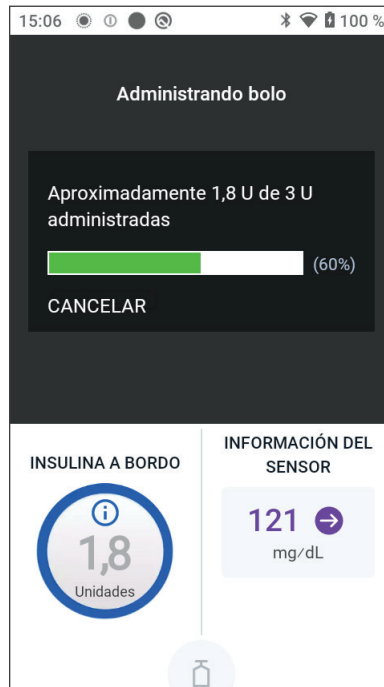 15:06
100 %
Administrando bolo
Aproximadamente 1,8 U de 3 U
administradas
(60%)
CANCELAR
INSULINA A BORDO
1,8
Unidades
INFORMACIÓN DEL
SENSOR
121
mg/dL